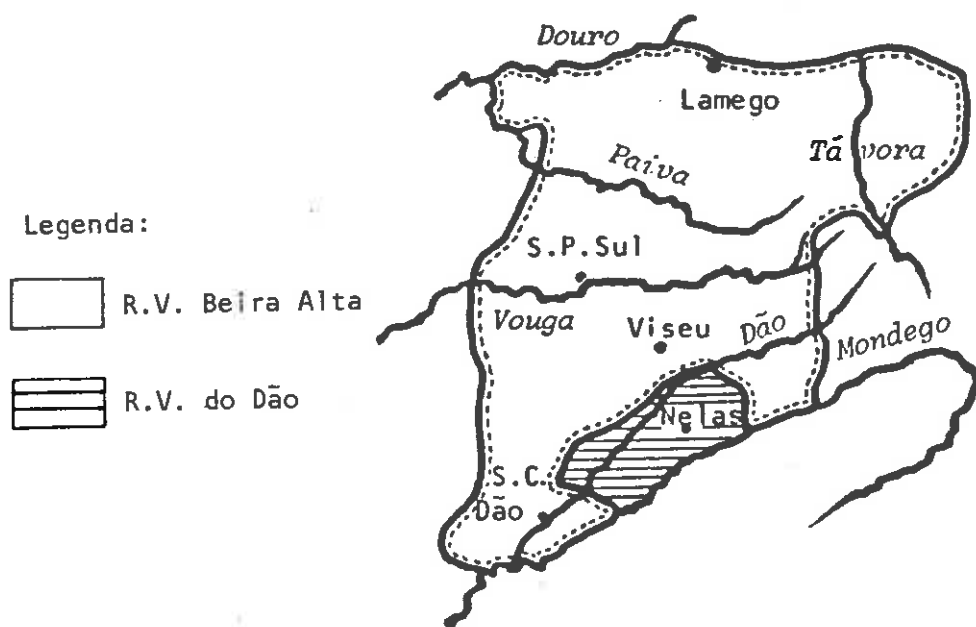 Douro
Lamego
Távora
Paiva
Legenda:
S.P.Sul
R.V. Beira Alta
Vouga
Viseu
Dão
Mondego
R.V. do Dão
Nelas
S.C.
Dão